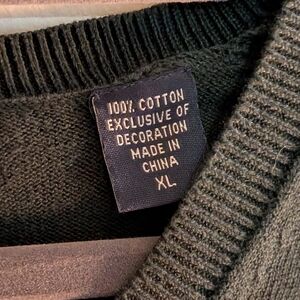 100% COTTON
EXCLUSIVE OF
DECORATION
MADE IN
CHINA
XL